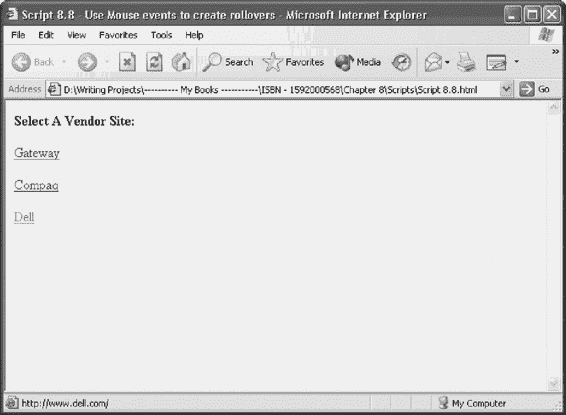 Script 8.8 - Use Mouse events to create rollovers - Microsoft Internet Explorer
File Edit View Favorites Tools Help
Back Search Favorites Media
Address D:\Writing Projects\---------- My Books -----------\ISBN - 1592000568\Chapter 8\Scripts\Script 8.8.html Go
Select A Vendor Site:
Gateway
Compaq
Dell
http://www.dell.com/ My Computer